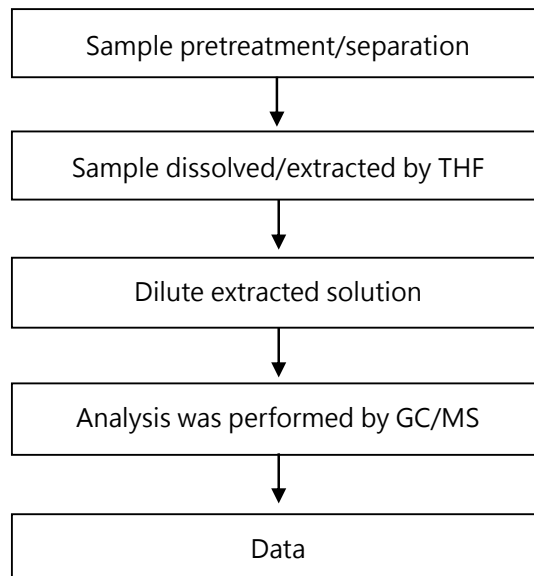 Sample pretreatment/separation
Sample dissolved/extracted by THF
Dilute extracted solution
Analysis was performed by GC/MS
Data